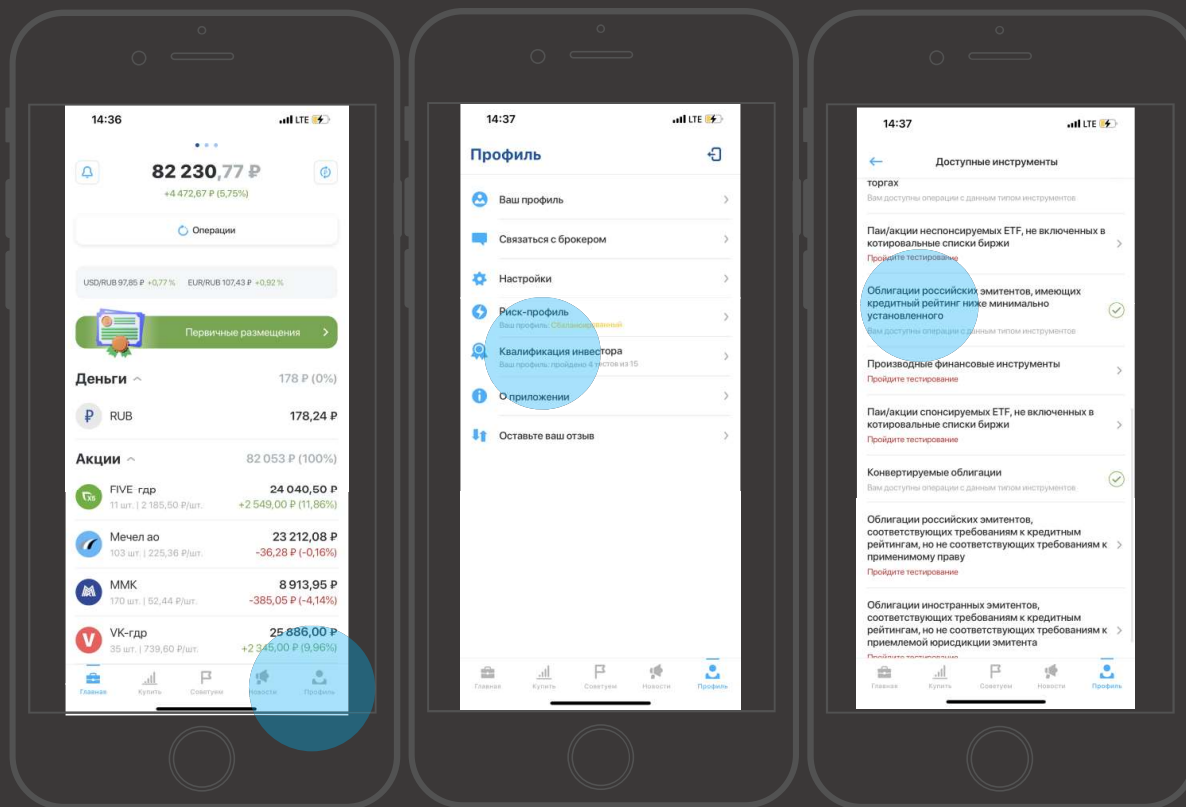 14:36
LTE
82 230,77 ₽
+4 472,67 ₽ (5,75%)
Операции
USD/RUB 97,85 ₽ +0,77 % EUR/RUB 107,43 ₽ +0,92 %
Первичные размещения
Деньги 178 ₽ (0%)
RUB 178,24 ₽
Акции 82 053 ₽ (100%)
X5
FIVE гдр 24 040,50 ₽
11 шт. | 2 185,50 ₽/шт. +2 549,00 ₽ (11,86%)
Мечел ао 23 212,08 ₽
103 шт. | 225,36 ₽/шт. -36,28 ₽ (-0,16%)
ММК 8 913,95 ₽
170 шт. | 52,44 ₽/шт. -385,05 ₽ (-4,14%)
VK-гдр 25 886,00 ₽
35 шт. | 739,60 ₽/шт. +2 345,00 ₽ (9,96%)
Главная Купить Советуем Новости Профиль
14:37
LTE
Профиль
Ваш профиль
Связаться с брокером
Настройки
Риск-профиль
Ваш профиль: Сбалансированный
Квалификация инвестора
Ваш профиль: пройдено 4 тестов из 15
О приложении
Оставьте ваш отзыв
Главная Купить Советуем Новости Профиль
14:37
LTE
Доступные инструменты
торгах
Вам доступны операции с данным типом инструментов
Паи/акции неспонсируемых ETF, не включенных в
котировальные списки биржи
Пройдите тестирование
Облигации российских эмитентов, имеющих
кредитный рейтинг ниже минимально
установленного
Вам доступны операции с данным типом инструментов
Производные финансовые инструменты
Пройдите тестирование
Паи/акции спонсируемых ETF, не включенных в
котировальные списки биржи
Пройдите тестирование
Конвертируемые облигации
Вам доступны операции с данным типом инструментов
Облигации российских эмитентов,
соответствующих требованиям к кредитным
рейтингам, но не соответствующих требованиям к
применимому праву
Пройдите тестирование
Облигации иностранных эмитентов,
соответствующих требованиям к кредитным
рейтингам, но не соответствующих требованиям к
приемлемой юрисдикции эмитента
Пройдите тестирование
Главная Купить Советуем Новости Профиль